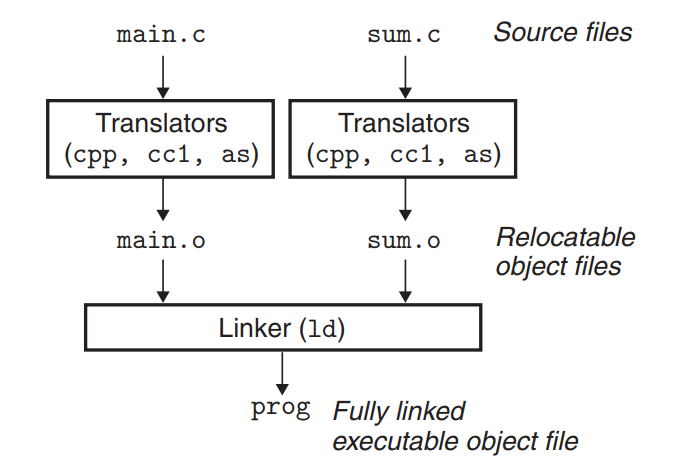 main.c sum.c Source files
Translators Translators
(cpp, cc1, as) (cpp, cc1, as)
main.o sum.o Relocatable
object files
Linker (ld)
prog Fully linked
executable object file